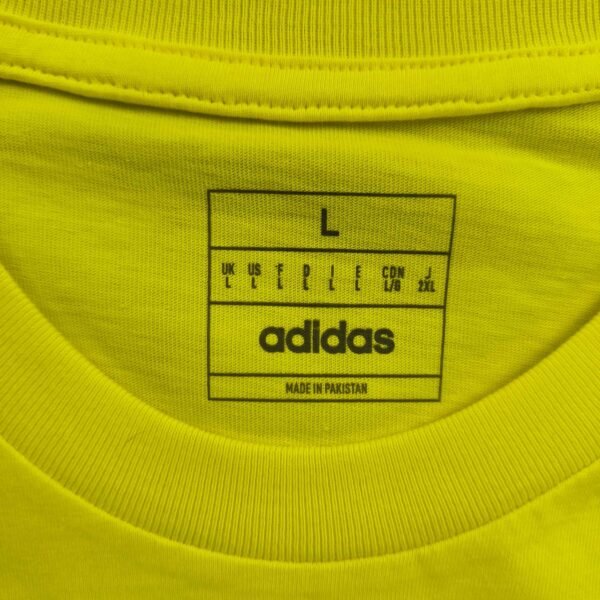 L
UK US F D I E CDN J
L L L L L L L/G 2XL
adidas
MADE IN PAKISTAN